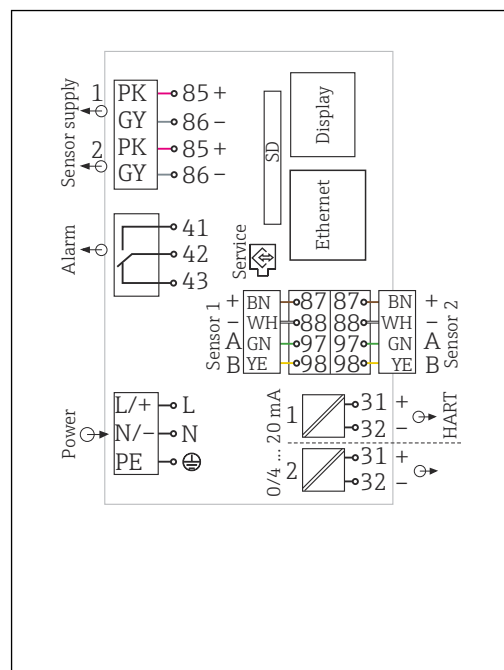 Sensor supply
1 PK 85 +
GY 86 –
2 PK 85 +
GY 86 –
Display
SD
Ethernet
Alarm
41
42
43
Service
Sensor 1
+ BN 87 87 BN +
– WH 88 88 WH –
A GN 97 97 GN A
B YE 98 98 YE B
Sensor 2
Power
L/+ L
N/– N
PE
0/4 ... 20 mA
1 31 +
32 –
HART
2 31 +
32 –